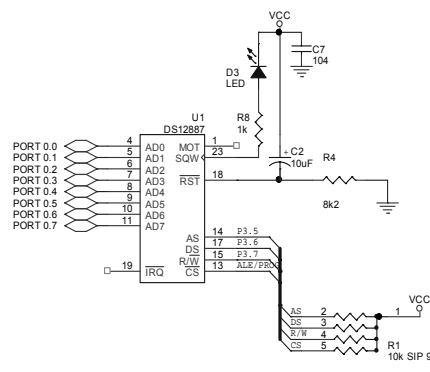 VCC
C7
104
D3
LED
U1
DS12887
R8
1k
PORT 0.0 4 AD0 MOT 1
PORT 0.1 5 AD1 SQW 23
PORT 0.2 6 AD2
PORT 0.3 7 AD3 RST 18
PORT 0.4 8 AD4
PORT 0.5 9 AD5
PORT 0.6 10 AD6
PORT 0.7 11 AD7
+ C2
10uF
R4
8k2
AS 14 P3.5
DS 17 P3.6
R/W 15 P3.7
19 IRQ CS 13 ALE/PROG
VCC
AS 2 1
DS 3
R/W 4
CS 5
R1
10k SIP 9